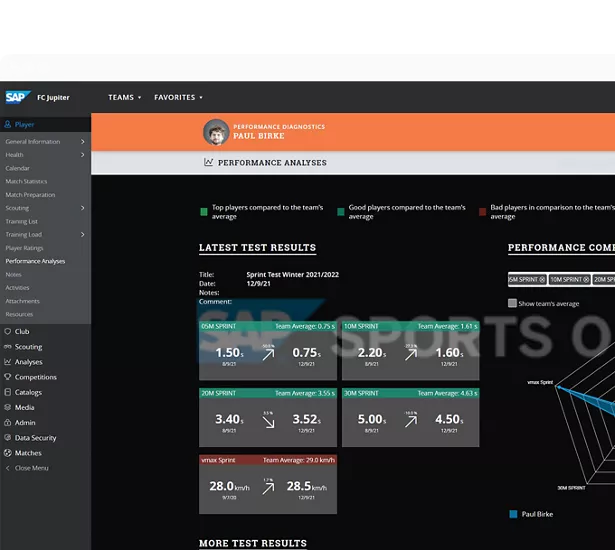 SAP FC Jupiter TEAMS FAVORITES
Player
General Information
Health
Calendar
Match Statistics
Match Preparation
Scouting
Training List
Training Load
Player Ratings
Performance Analyses
Notes
Activities
Attachments
Resources
Club
Scouting
Analyses
Competitions
Catalogs
Media
Admin
Data Security
Matches
Close Menu
PERFORMANCE DIAGNOSTICS
PAUL BIRKE
PERFORMANCE ANALYSES
Top players compared to the team's
average
Good players compared to the team's
average
Bad players in comparison to the team's
average
LATEST TEST RESULTS
Title: Sprint Test Winter 2021/2022
Date: 12/9/21
Notes:
Comment:
SAP SPORTS O
05M SPRINT Team Average: 0.75 s
1.50 s 0.75 s
8/9/21 12/9/21
10M SPRINT Team Average: 1.61 s
2.20 s 1.60 s
8/9/21 12/9/21
20M SPRINT Team Average: 3.55 s
3.40 s 3.52 s
8/9/21 12/9/21
30M SPRINT Team Average: 4.63 s
5.00 s 4.50 s
8/9/21 12/9/21
vmax Sprint Team Average: 29.0 km/h
28.0 km/h 28.5 km/h
9/7/20 12/9/21
MORE TEST RESULTS
PERFORMANCE COM
05M SPRINT 10M SPRINT 20M SP
Show team's average
vmax Sprint
30M SPRINT
Paul Birke